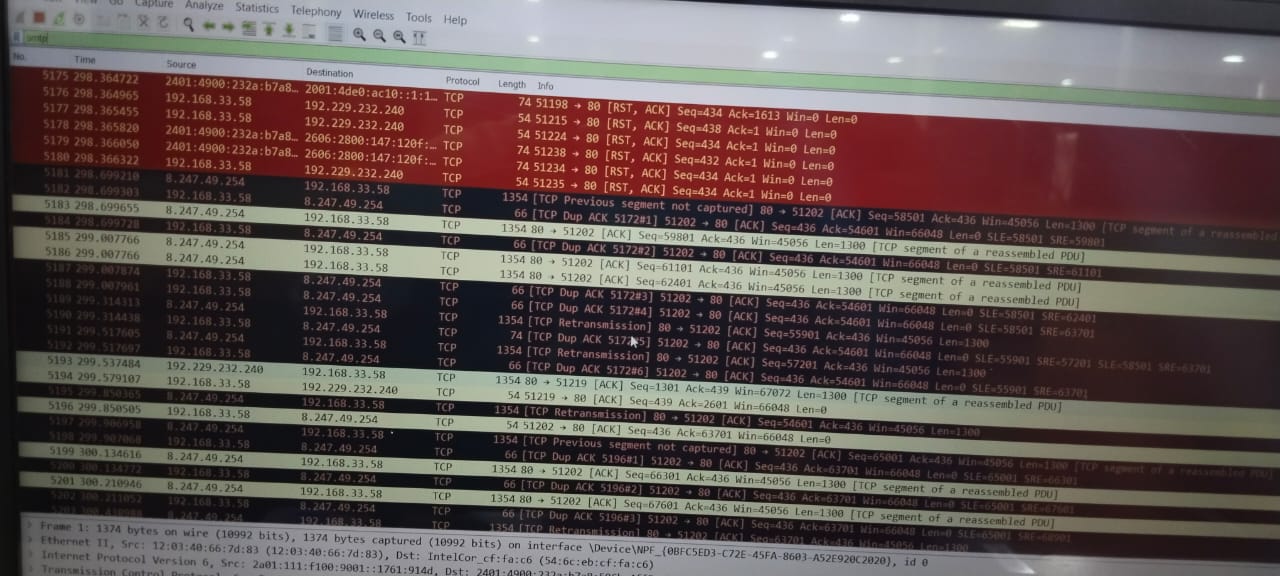 Go Capture Analyze Statistics Telephony Wireless Tools Help
smtp
No. Time Source Destination Protocol Length Info
5175 298.364722 2401:4900:232a:b7a8… 2001:4de0:ac10::1:1… TCP 74 51198 → 80 [RST, ACK] Seq=434 Ack=1613 Win=0 Len=0
5176 298.364965 192.168.33.58 192.229.232.240 TCP 54 51215 → 80 [RST, ACK] Seq=438 Ack=1 Win=0 Len=0
5177 298.365455 192.168.33.58 192.229.232.240 TCP 54 51224 → 80 [RST, ACK] Seq=434 Ack=1 Win=0 Len=0
5178 298.365820 2401:4900:232a:b7a8… 2606:2800:147:120f:… TCP 74 51238 → 80 [RST, ACK] Seq=432 Ack=1 Win=0 Len=0
5179 298.366050 2401:4900:232a:b7a8… 2606:2800:147:120f:… TCP 74 51234 → 80 [RST, ACK] Seq=434 Ack=1 Win=0 Len=0
5180 298.366322 192.168.33.58 192.229.232.240 TCP 54 51235 → 80 [RST, ACK] Seq=434 Ack=1 Win=0 Len=0
5181 298.699210 8.247.49.254 192.168.33.58 TCP 1354 [TCP Previous segment not captured] 80 → 51202 [ACK] Seq=58501 Ack=436 Win=45056 Len=1300 [TCP segment of a reassembled
5182 298.699303 192.168.33.58 8.247.49.254 TCP 66 [TCP Dup ACK 5172#1] 51202 → 80 [ACK] Seq=436 Ack=54601 Win=66048 Len=0 SLE=58501 SRE=59801
5183 298.699655 8.247.49.254 192.168.33.58 TCP 1354 80 → 51202 [ACK] Seq=59801 Ack=436 Win=45056 Len=1300 [TCP segment of a reassembled PDU]
5184 298.699728 192.168.33.58 8.247.49.254 TCP 66 [TCP Dup ACK 5172#2] 51202 → 80 [ACK] Seq=436 Ack=54601 Win=66048 Len=0 SLE=58501 SRE=61101
5185 299.007766 8.247.49.254 192.168.33.58 TCP 1354 80 → 51202 [ACK] Seq=61101 Ack=436 Win=45056 Len=1300 [TCP segment of a reassembled PDU]
5186 299.007766 8.247.49.254 192.168.33.58 TCP 1354 80 → 51202 [ACK] Seq=62401 Ack=436 Win=45056 Len=1300 [TCP segment of a reassembled PDU]
5187 299.007874 192.168.33.58 8.247.49.254 TCP 66 [TCP Dup ACK 5172#3] 51202 → 80 [ACK] Seq=436 Ack=54601 Win=66048 Len=0 SLE=58501 SRE=62401
5188 299.007961 192.168.33.58 8.247.49.254 TCP 66 [TCP Dup ACK 5172#4] 51202 → 80 [ACK] Seq=436 Ack=54601 Win=66048 Len=0 SLE=58501 SRE=63701
5189 299.314313 8.247.49.254 192.168.33.58 TCP 1354 [TCP Retransmission] 80 → 51202 [ACK] Seq=55901 Ack=436 Win=45056 Len=1300
5190 299.314438 192.168.33.58 8.247.49.254 TCP 74 [TCP Dup ACK 5172#5] 51202 → 80 [ACK] Seq=436 Ack=54601 Win=66048 Len=0 SLE=55901 SRE=57201 SLE=58501 SRE=63701
5191 299.517605 8.247.49.254 192.168.33.58 TCP 1354 [TCP Retransmission] 80 → 51202 [ACK] Seq=57201 Ack=436 Win=45056 Len=1300
5192 299.517697 192.168.33.58 8.247.49.254 TCP 66 [TCP Dup ACK 5172#6] 51202 → 80 [ACK] Seq=436 Ack=54601 Win=66048 Len=0 SLE=55901 SRE=63701
5193 299.537484 192.229.232.240 192.168.33.58 TCP 1354 80 → 51219 [ACK] Seq=1301 Ack=439 Win=67072 Len=1300 [TCP segment of a reassembled PDU]
5194 299.579107 192.168.33.58 192.229.232.240 TCP 54 51219 → 80 [ACK] Seq=439 Ack=2601 Win=66048 Len=0
5195 299.850365 8.247.49.254 192.168.33.58 TCP 1354 [TCP Retransmission] 80 → 51202 [ACK] Seq=54601 Ack=436 Win=45056 Len=1300
5196 299.850505 192.168.33.58 8.247.49.254 TCP 54 51202 → 80 [ACK] Seq=436 Ack=63701 Win=66048 Len=0
5197 299.906958 8.247.49.254 192.168.33.58 TCP 1354 [TCP Previous segment not captured] 80 → 51202 [ACK] Seq=65001 Ack=436 Win=45056 Len=1300 [TCP segment of a reassembled PDU]
5198 299.907068 192.168.33.58 8.247.49.254 TCP 66 [TCP Dup ACK 5196#1] 51202 → 80 [ACK] Seq=436 Ack=63701 Win=66048 Len=0 SLE=65001 SRE=66301
5199 300.134616 8.247.49.254 192.168.33.58 TCP 1354 80 → 51202 [ACK] Seq=66301 Ack=436 Win=45056 Len=1300 [TCP segment of a reassembled PDU]
5200 300.134772 192.168.33.58 8.247.49.254 TCP 66 [TCP Dup ACK 5196#2] 51202 → 80 [ACK] Seq=436 Ack=63701 Win=66048 Len=0 SLE=65001 SRE=67601
5201 300.210946 8.247.49.254 192.168.33.58 TCP 1354 80 → 51202 [ACK] Seq=67601 Ack=436 Win=45056 Len=1300 [TCP segment of a reassembled PDU]
5202 300.211052 192.168.33.58 8.247.49.254 TCP 66 [TCP Dup ACK 5196#3] 51202 → 80 [ACK] Seq=436 Ack=63701 Win=66048 Len=0 SLE=65001 SRE=68901
8.247.49.254 192.168.33.58 TCP 1354 [TCP Retransmission] 80 → 51202 [ACK] Seq=63701 Ack=436 Win=45056 Len=1300
Frame 1: 1374 bytes on wire (10992 bits), 1374 bytes captured (10992 bits) on interface \Device\NPF_{0BFC5ED3-C72E-45FA-8603-A52E920C2020}, id 0
Ethernet II, Src: 12:03:40:66:7d:83 (12:03:40:66:7d:83), Dst: IntelCor_cf:fa:c6 (54:6c:eb:cf:fa:c6)
Internet Protocol Version 6, Src: 2a01:111:f100:9001::1761:914d, Dst: 2401:4900:232a:b7a8:
Transmission Control